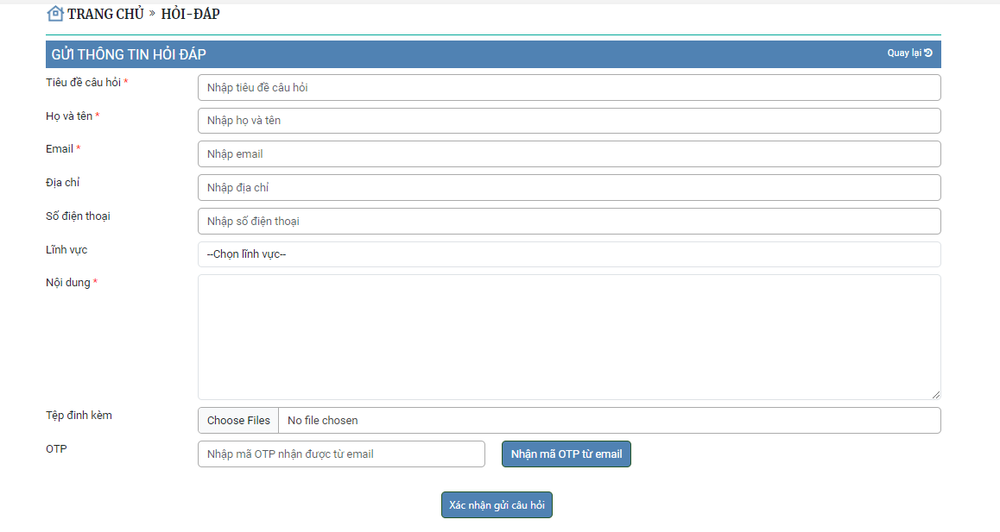 TRANG CHỦ » HỎI-ĐÁP
GỬI THÔNG TIN HỎI ĐÁP Quay lại
Tiêu đề câu hỏi * Nhập tiêu đề câu hỏi
Họ và tên * Nhập họ và tên
Email * Nhập email
Địa chỉ Nhập địa chỉ
Số điện thoại Nhập số điện thoại
Lĩnh vực --Chọn lĩnh vực--
Nội dung *
Tệp đinh kèm Choose Files No file chosen
OTP Nhập mã OTP nhận được từ email Nhận mã OTP từ email
Xác nhận gửi câu hỏi